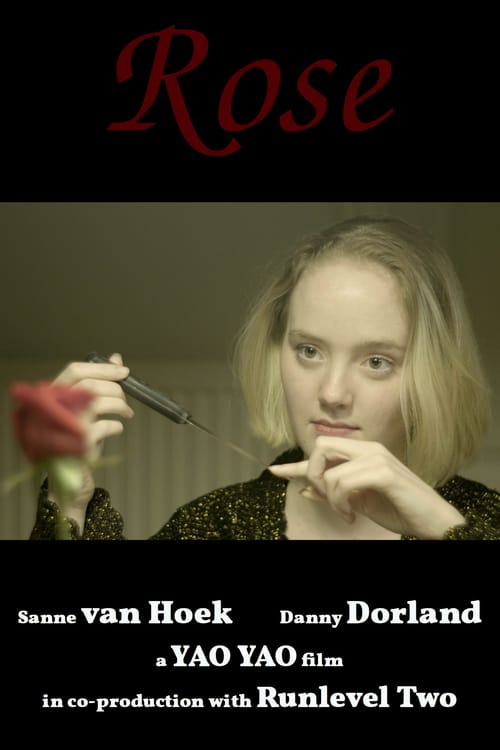 Rose
Sanne van Hoek Danny Dorland
a YAO YAO film
in co-production with Runlevel Two